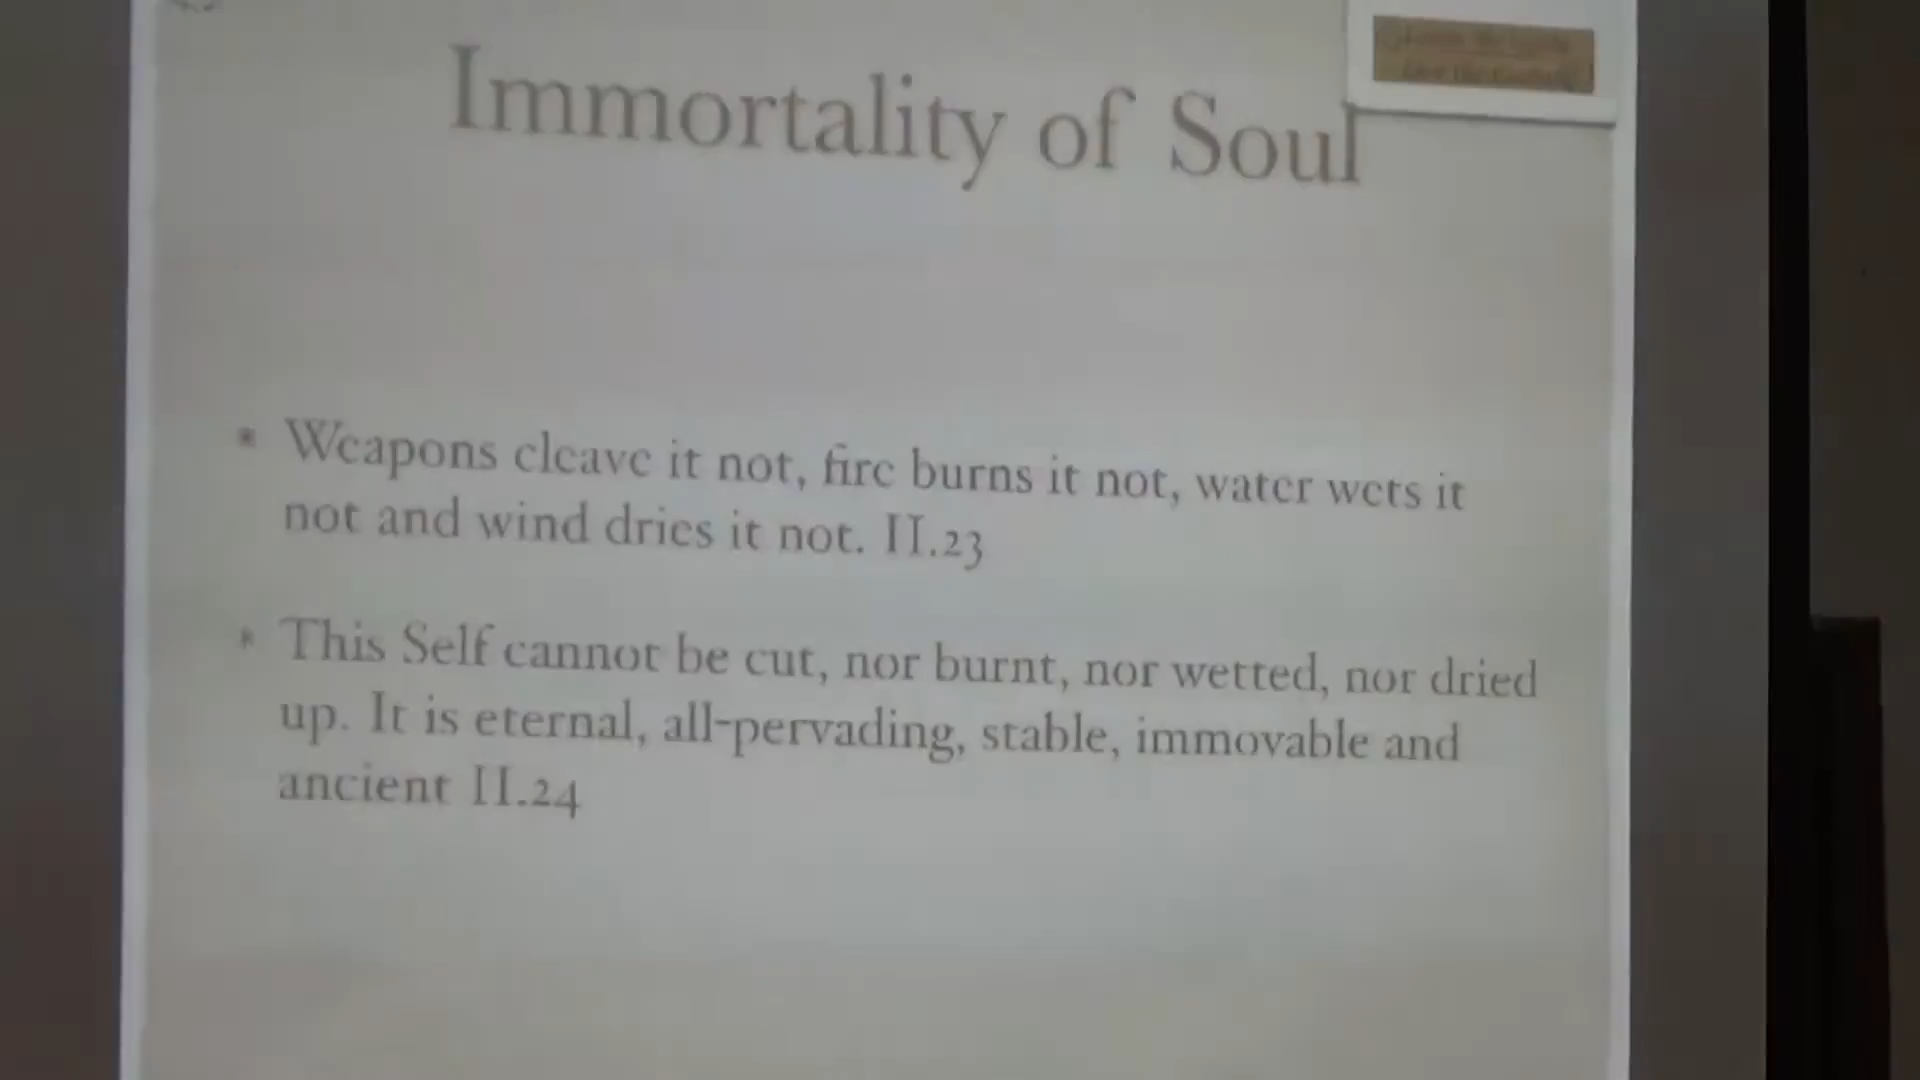 Immortality of Soul
Weapons cleave it not, fire burns it not, water wets it
not and wind dries it not. II.23
This Self cannot be cut, nor burnt, nor wetted, nor dried
up. It is eternal, all-pervading, stable, immovable and
ancient II.24